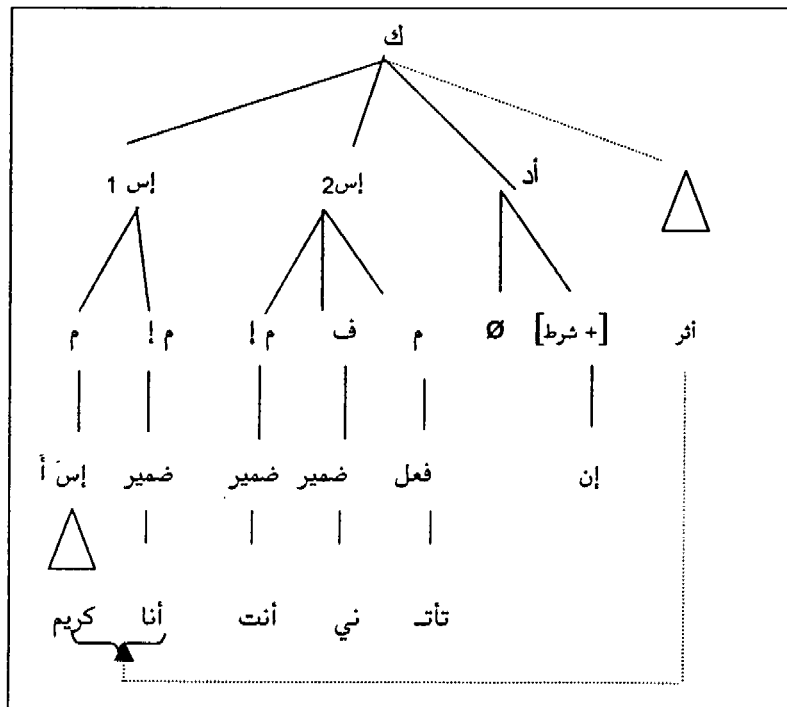 ك
أد إس2 إس 1
أثر [+ شرط] Ø م ف م إ م إ م
إن فعل ضمير ضمير ضمير إسَ أَ
تأتـ ني أنت أنا كريم